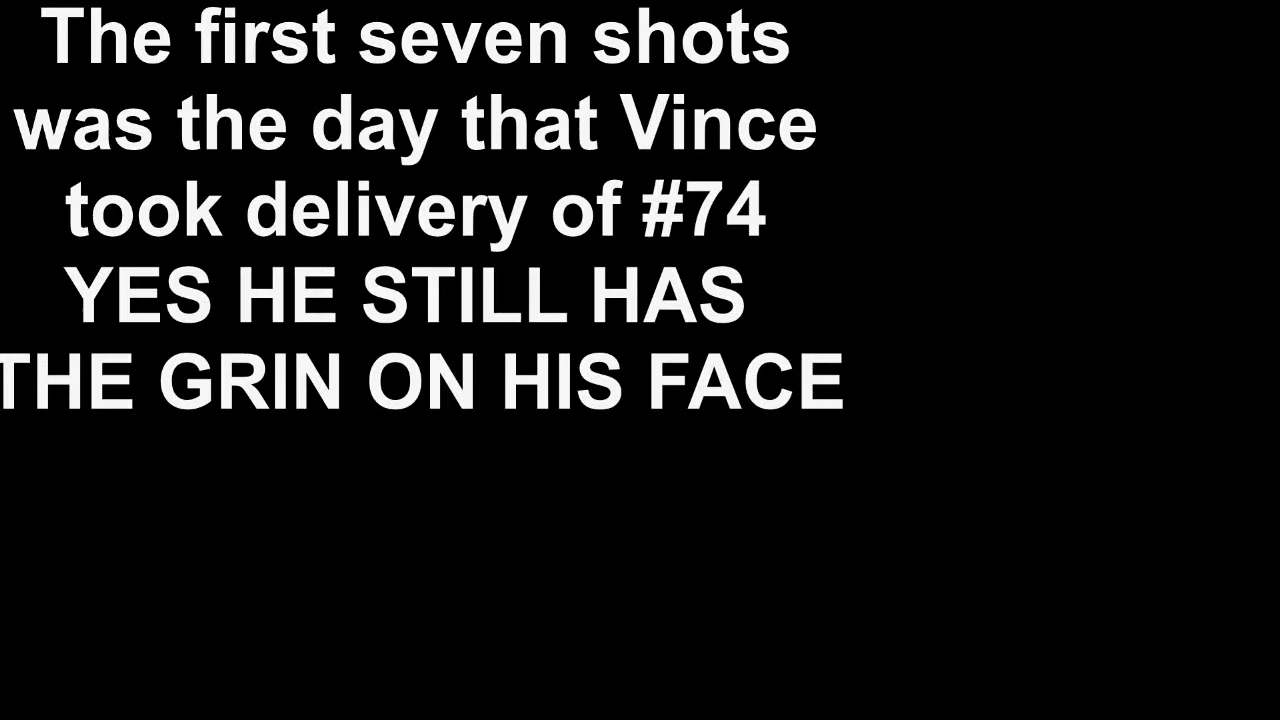 The first seven shots
was the day that Vince
took delivery of #74
YES HE STILL HAS
THE GRIN ON HIS FACE